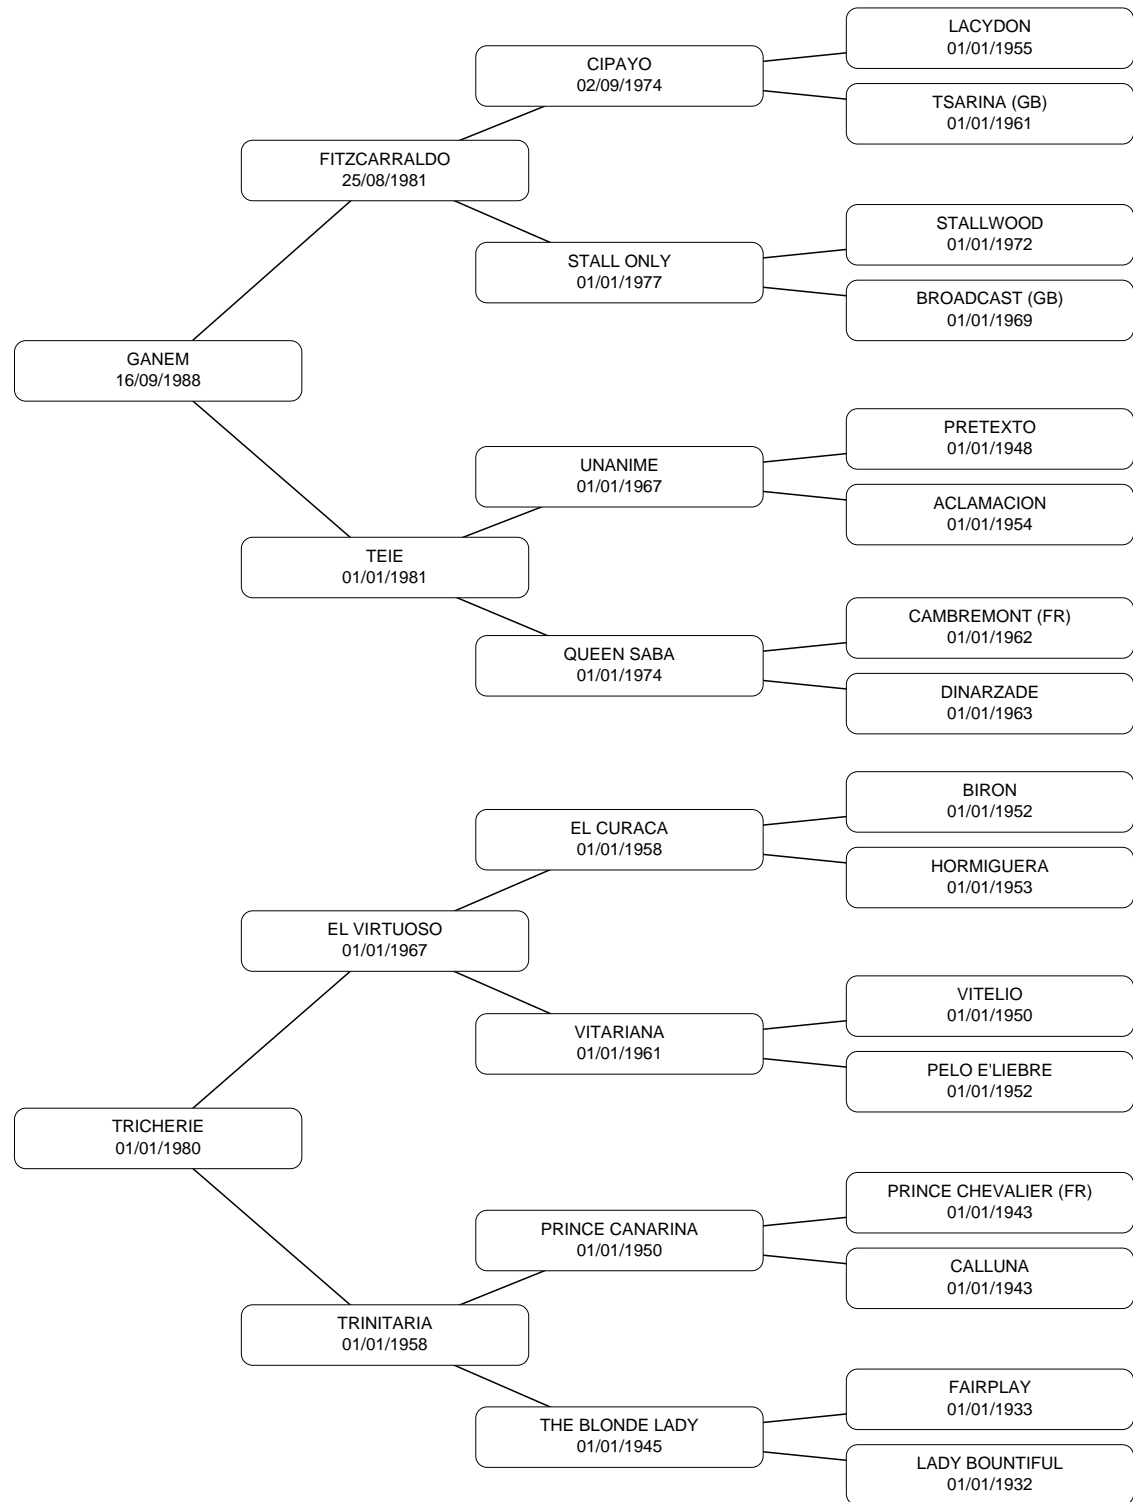 LACYDON
01/01/1955
CIPAYO
02/09/1974
TSARINA (GB)
01/01/1961
FITZCARRALDO
25/08/1981
STALLWOOD
01/01/1972
STALL ONLY
01/01/1977
BROADCAST (GB)
01/01/1969
GANEM
16/09/1988
PRETEXTO
01/01/1948
UNANIME
01/01/1967
ACLAMACION
01/01/1954
TEIE
01/01/1981
CAMBREMONT (FR)
01/01/1962
QUEEN SABA
01/01/1974
DINARZADE
01/01/1963
BIRON
01/01/1952
EL CURACA
01/01/1958
HORMIGUERA
01/01/1953
EL VIRTUOSO
01/01/1967
VITELIO
01/01/1950
VITARIANA
01/01/1961
PELO E'LIEBRE
01/01/1952
TRICHERIE
01/01/1980
PRINCE CHEVALIER (FR)
01/01/1943
PRINCE CANARINA
01/01/1950
CALLUNA
01/01/1943
TRINITARIA
01/01/1958
FAIRPLAY
01/01/1933
THE BLONDE LADY
01/01/1945
LADY BOUNTIFUL
01/01/1932